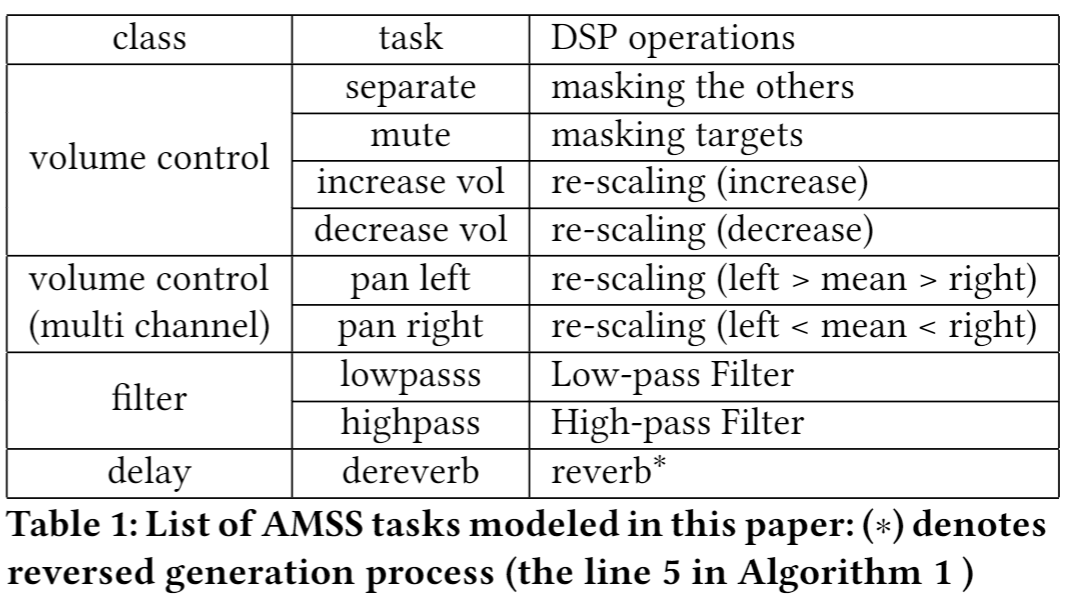 class task DSP operations
volume control
separate masking the others
mute masking targets
increase vol re-scaling (increase)
decrease vol re-scaling (decrease)
volume control
(multi channel)
pan left re-scaling (left > mean > right)
pan right re-scaling (left < mean < right)
filter
lowpasss Low-pass Filter
highpass High-pass Filter
delay dereverb reverb*
Table 1: List of AMSS tasks modeled in this paper: (*) denotes
reversed generation process (the line 5 in Algorithm 1 )